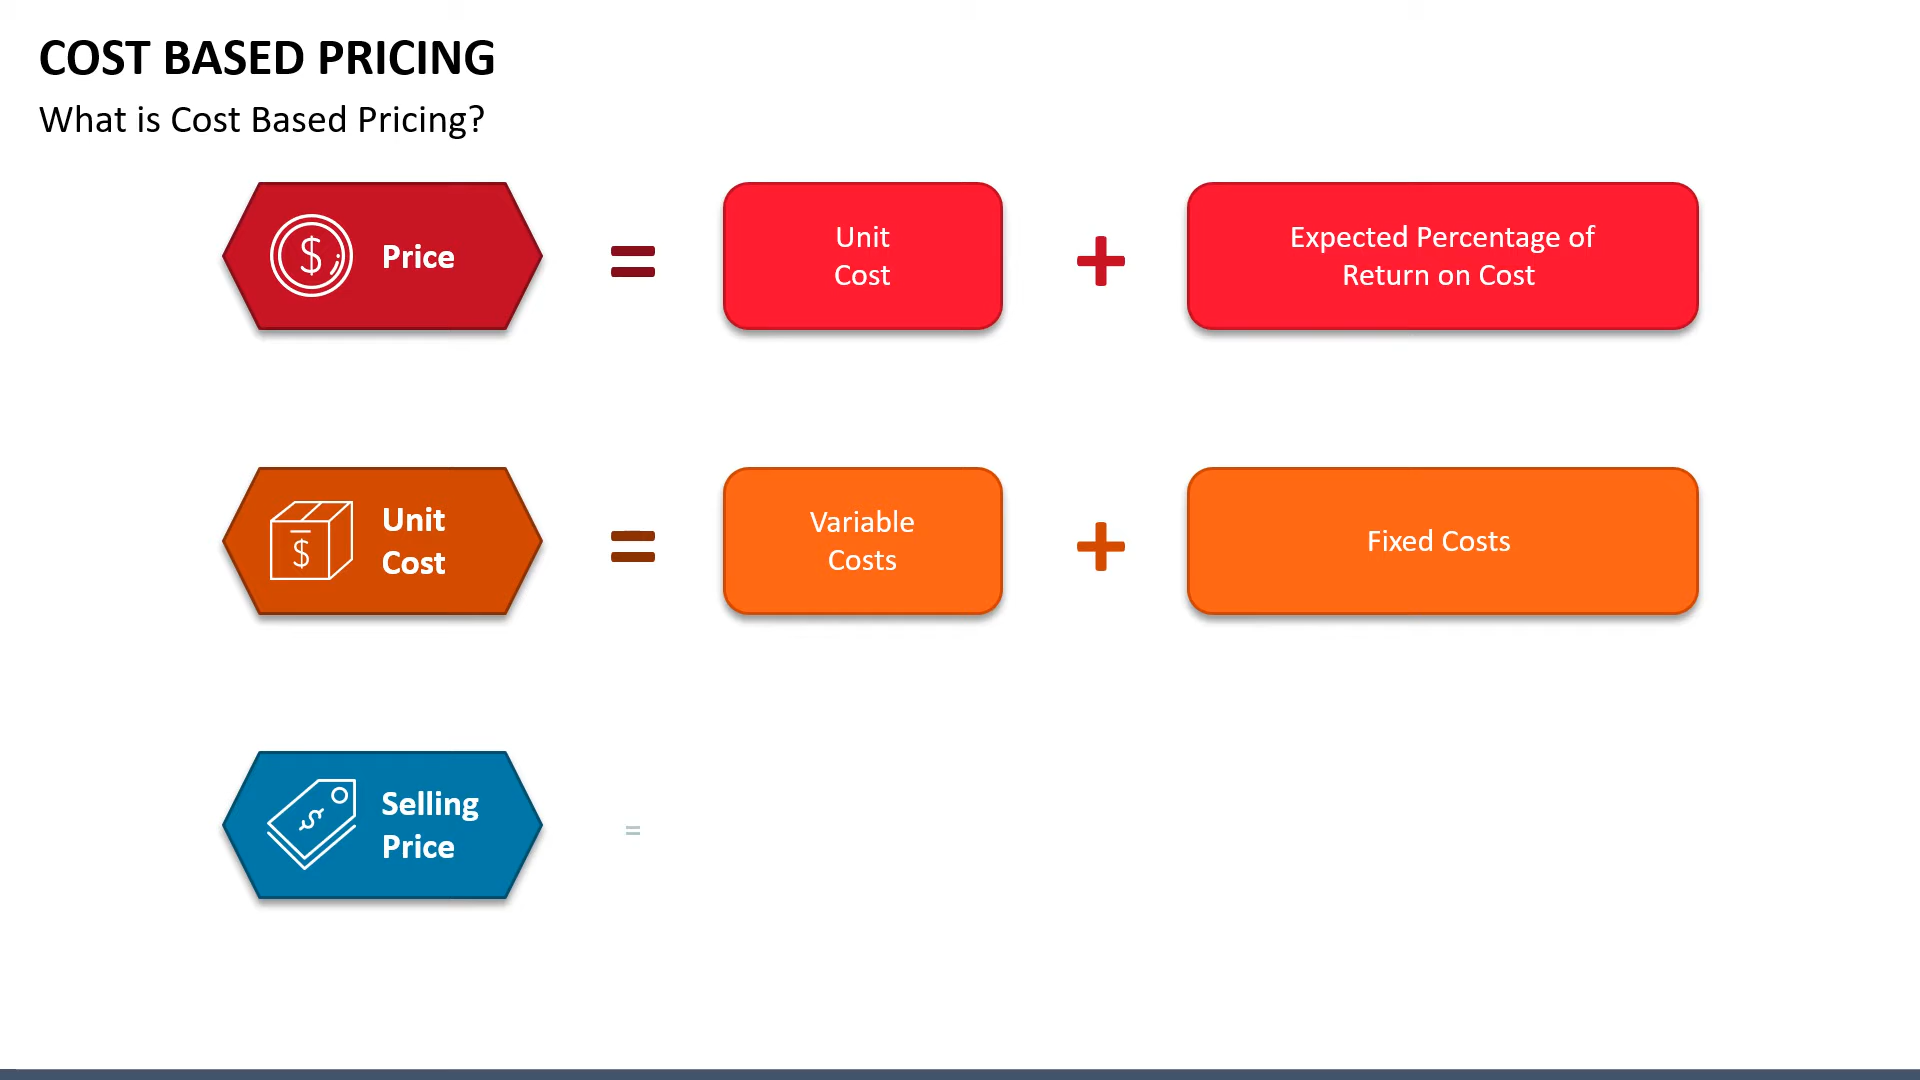 COST BASED PRICING
What is Cost Based Pricing?
$
Price
=
Unit
Cost
+
Expected Percentage of
Return on Cost
$
Unit
Cost
=
Variable
Costs
+
Fixed Costs
$
Selling
Price
=